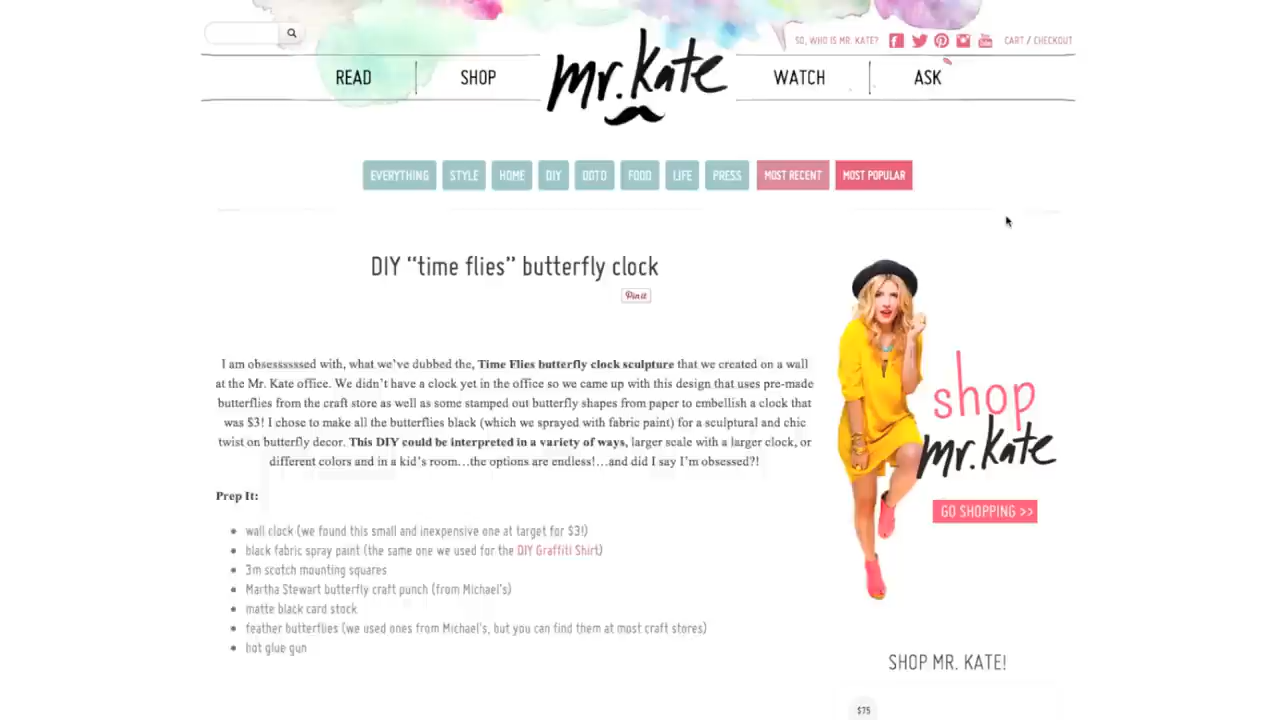 SO, WHO IS MR. KATE?
CART / CHECKOUT
READ
SHOP
mr. kate
WATCH
ASK
EVERYTHING
STYLE
HOME
DIY
OOTD
FOOD
LIFE
PRESS
MOST RECENT
MOST POPULAR
DIY “time flies” butterfly clock
Pin it
I am obsesssssed with, what we’ve dubbed the, Time Flies butterfly clock sculpture that we created on a wall
at the Mr. Kate office. We didn’t have a clock yet in the office so we came up with this design that uses pre-made
butterflies from the craft store as well as some stamped out butterfly shapes from paper to embellish a clock that
was $3! I chose to make all the butterflies black (which we sprayed with fabric paint) for a sculptural and chic
twist on butterfly decor. This DIY could be interpreted in a variety of ways, larger scale with a larger clock, or
different colors and in a kid’s room…the options are endless!…and did I say I’m obsessed?!
Prep It:
wall clock (we found this small and inexpensive one at target for $3!)
black fabric spray paint (the same one we used for the DIY Graffiti Shirt)
3m scotch mounting squares
Martha Stewart butterfly craft punch (from Michael’s)
matte black card stock
feather butterflies (we used ones from Michael’s, but you can find them at most craft stores)
hot glue gun
shop
mr. kate
GO SHOPPING >>
SHOP MR. KATE!
$75